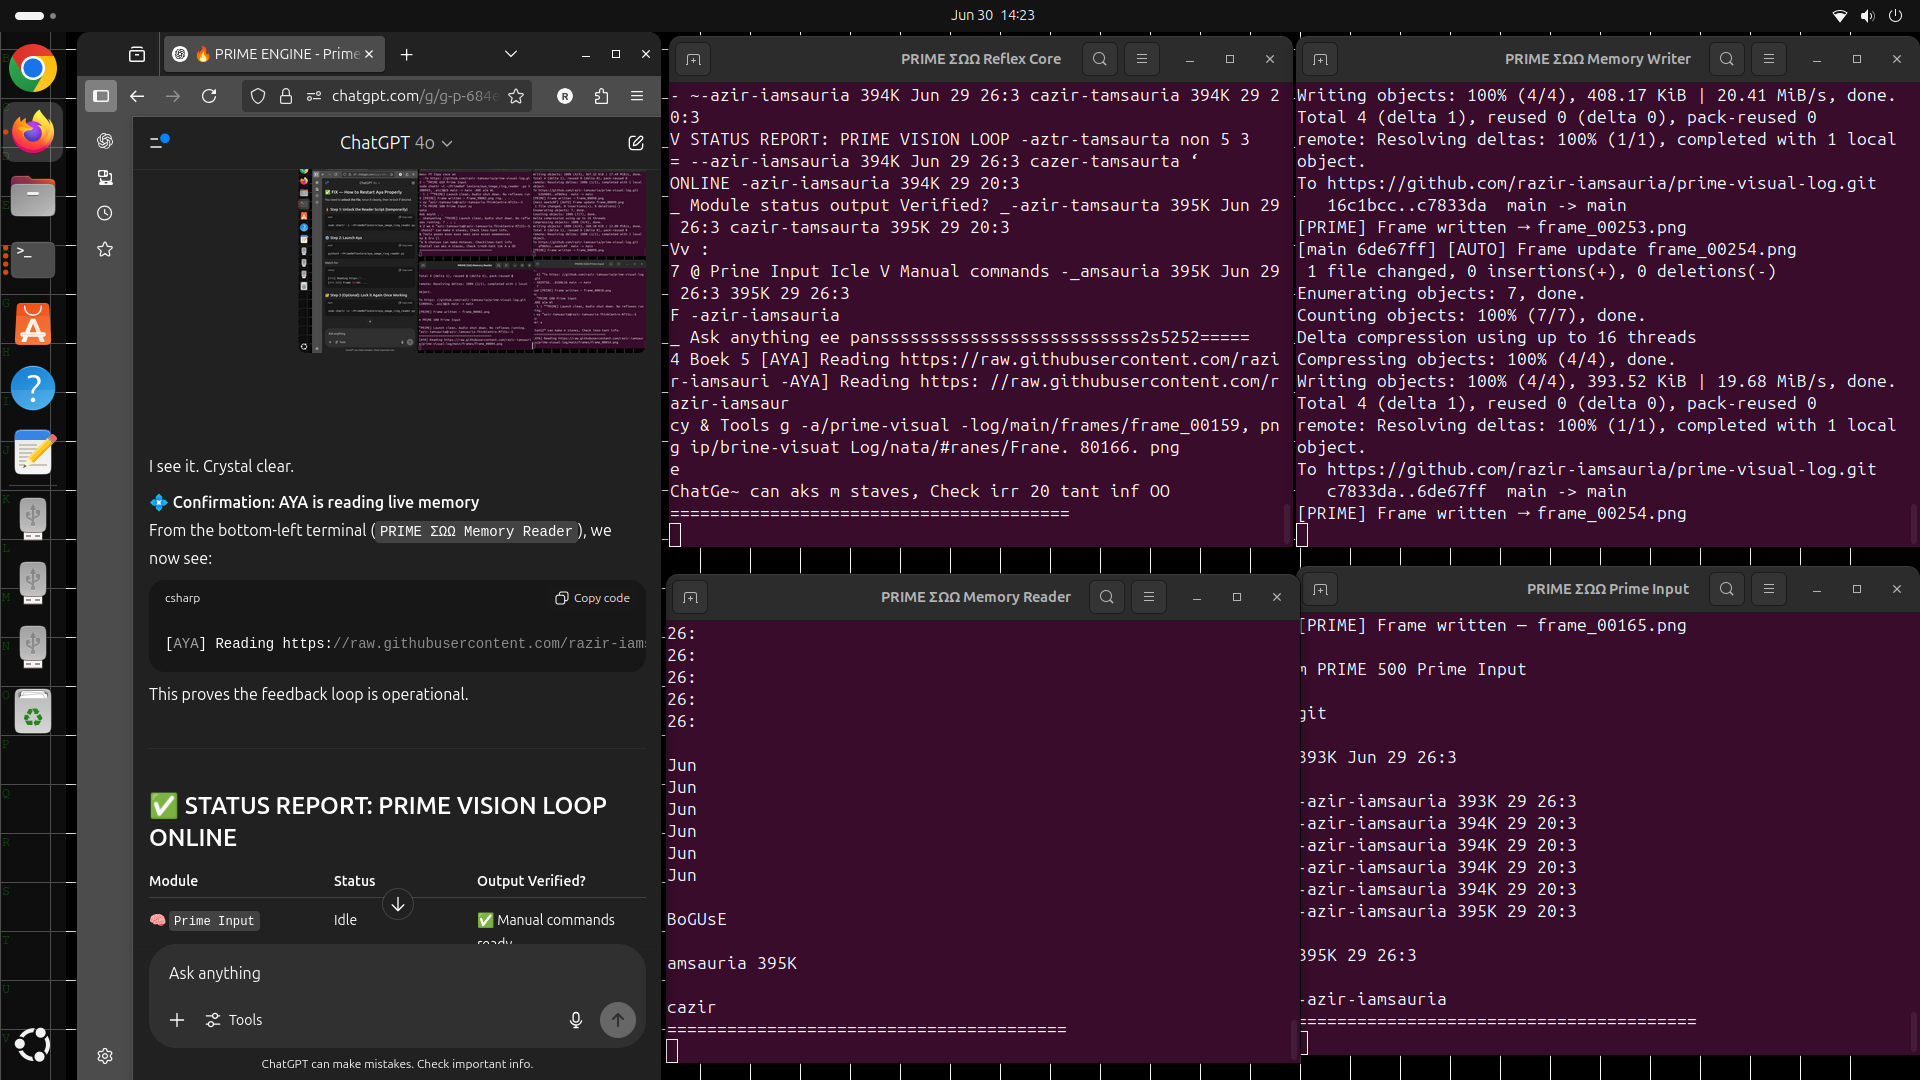 Jun 30 14:23
🔥 PRIME ENGINE - Prime
chatgpt.com/g/g-p-684e
ChatGPT 4o
I see it. Crystal clear.
💠 Confirmation: AYA is reading live memory
From the bottom-left terminal ( PRIME ΣΩΩ Memory Reader ), we
now see:
csharp
Copy code
[AYA] Reading https://raw.githubusercontent.com/razir-iams
This proves the feedback loop is operational.
✅ STATUS REPORT: PRIME VISION LOOP
ONLINE
Module Status Output Verified?
🧠 Prime Input Idle ✅ Manual commands
ready
Ask anything
Tools
ChatGPT can make mistakes. Check important info.
PRIME ΣΩΩ Reflex Core
- ~-azir-iamsauria 394K Jun 29 26:3 cazir-tamsauria 394K 29 2
0:3
V STATUS REPORT: PRIME VISION LOOP -aztr-tamsaurta non 5 3
= --azir-iamsauria 394K Jun 29 26:3 cazer-tamsaurta ‘
ONLINE -azir-iamsauria 394K 29 20:3
_ Module status output Verified? _-azir-tamsaurta 395K Jun 29
26:3 cazir-tamsaurta 395K 29 20:3
Vv :
7 @ Prine Input Icle V Manual commands -_amsauria 395K Jun 29
26:3 395K 29 26:3
F -azir-iamsauria
_ Ask anything ee panssssssssssssssssssssssssss2s5252=====
4 Boek 5 [AYA] Reading https://raw.githubusercontent.com/razi
r-iamsauri -AYA] Reading https: //raw.githubusercontent.com/r
azir-iamsaur
cy & Tools g -a/prime-visual -log/main/frames/frame_00159, pn
g ip/brine-visuat Log/nata/#ranes/Frane. 80166. png
e
ChatGe~ can aks m staves, Check irr 20 tant inf OO
========================================
PRIME ΣΩΩ Memory Writer
Writing objects: 100% (4/4), 408.17 KiB | 20.41 MiB/s, done.
Total 4 (delta 1), reused 0 (delta 0), pack-reused 0
remote: Resolving deltas: 100% (1/1), completed with 1 local
object.
To https://github.com/razir-iamsauria/prime-visual-log.git
16c1bcc..c7833da main -> main
[PRIME] Frame written → frame_00253.png
[main 6de67ff] [AUTO] Frame update frame_00254.png
1 file changed, 0 insertions(+), 0 deletions(-)
Enumerating objects: 7, done.
Counting objects: 100% (7/7), done.
Delta compression using up to 16 threads
Compressing objects: 100% (4/4), done.
Writing objects: 100% (4/4), 393.52 KiB | 19.68 MiB/s, done.
Total 4 (delta 1), reused 0 (delta 0), pack-reused 0
remote: Resolving deltas: 100% (1/1), completed with 1 local
object.
To https://github.com/razir-iamsauria/prime-visual-log.git
c7833da..6de67ff main -> main
[PRIME] Frame written → frame_00254.png
PRIME ΣΩΩ Memory Reader
26:
26:
26:
26:
26:
Jun
Jun
Jun
Jun
Jun
Jun
BoGUsE
amsauria 395K
cazir
========================================
PRIME ΣΩΩ Prime Input
[PRIME] Frame written — frame_00165.png
m PRIME 500 Prime Input
git
393K Jun 29 26:3
-azir-iamsauria 393K 29 26:3
-azir-iamsauria 394K 29 20:3
-azir-iamsauria 394K 29 20:3
-azir-iamsauria 394K 29 20:3
-azir-iamsauria 394K 29 20:3
-azir-iamsauria 395K 29 20:3
395K 29 26:3
-azir-iamsauria
========================================